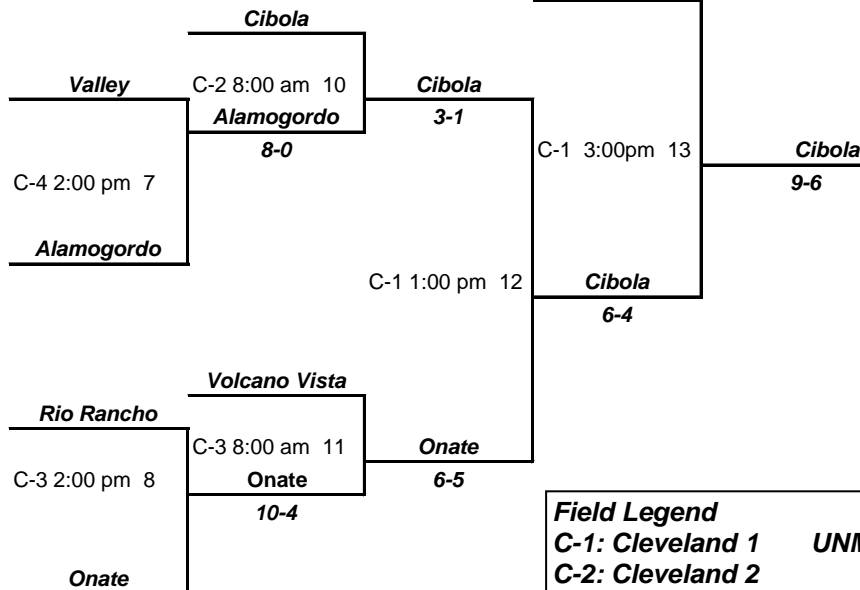 Cibola
Valley
C-2 8:00 am 10
Cibola
Alamogordo
3-1
8-0
C-1 3:00pm 13
Cibola
9-6
C-4 2:00 pm 7
Alamogordo
C-1 1:00 pm 12
Cibola
6-4
Volcano Vista
Rio Rancho
C-3 8:00 am 11
Onate
C-3 2:00 pm 8
Onate
6-5
10-4
Field Legend
C-1: Cleveland 1 UNM
C-2: Cleveland 2
Onate